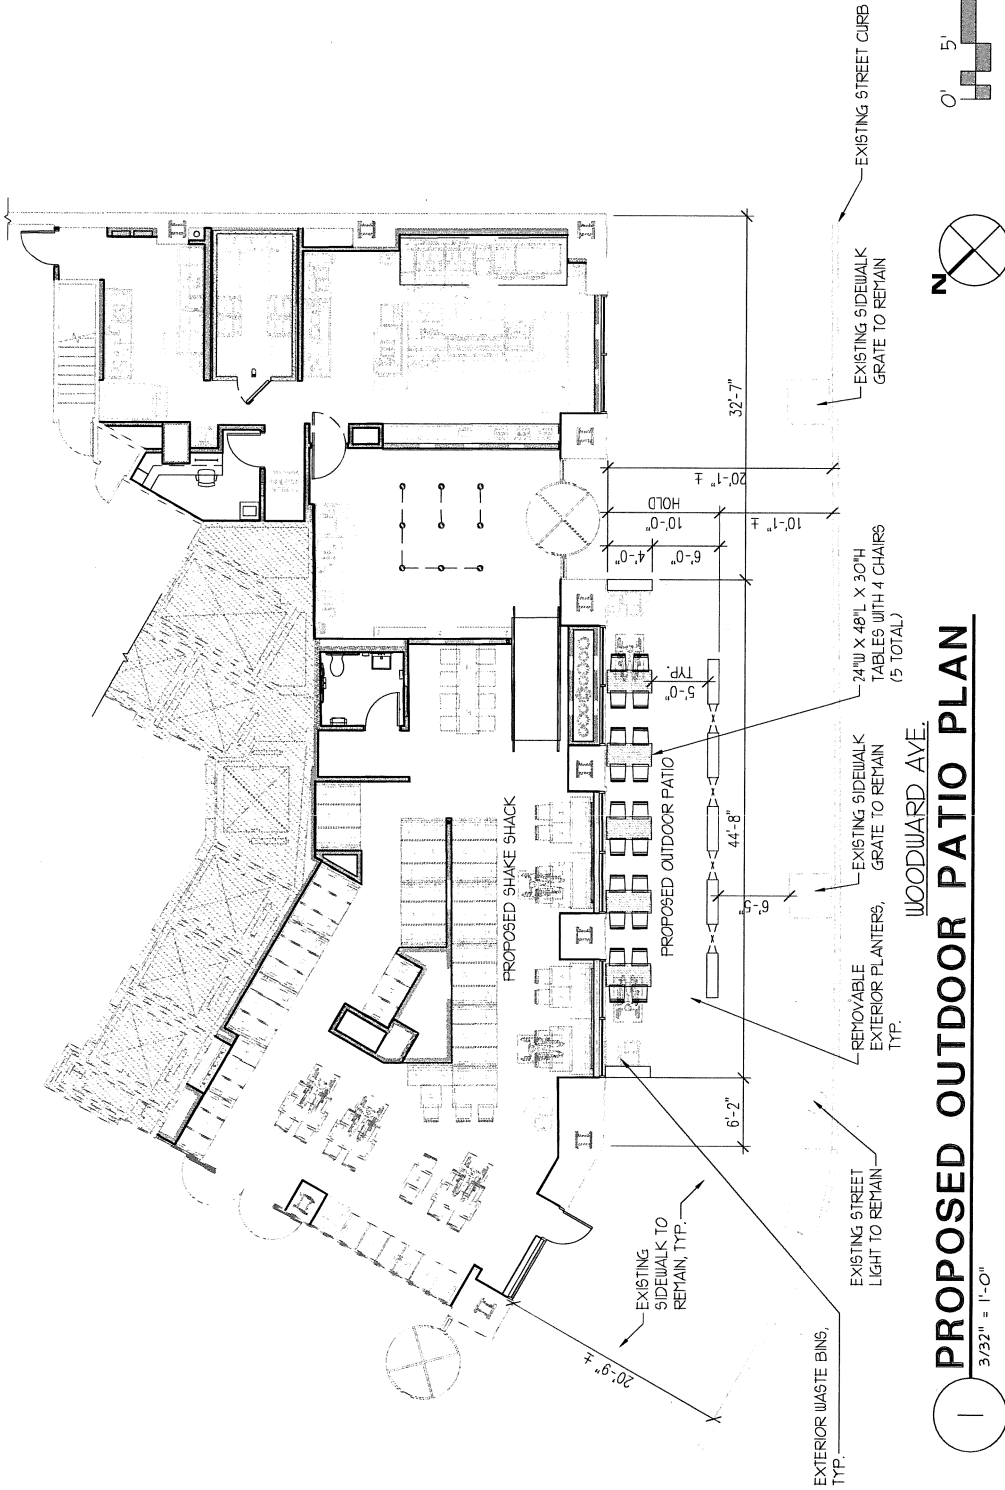 PROPOSED SHAKE SHACK
PROPOSED OUTDOOR PATIO
32'-7"
44'-8"
6'-2"
20'-1" ±
10'-0"
HOLD
10'-1" ±
4'-0"
6'-0"
5'-0"
TYP.
6'-5"
20'-9" ±
EXISTING STREET CURB
EXISTING SIDEWALK
GRATE TO REMAIN
24"W X 48"L X 30"H
TABLES WITH 4 CHAIRS
(5 TOTAL)
EXISTING SIDEWALK
GRATE TO REMAIN
REMOVABLE
EXTERIOR PLANTERS,
TYP.
EXISTING STREET
LIGHT TO REMAIN
EXISTING
SIDEWALK TO
REMAIN, TYP.
EXTERIOR WASTE BINS,
TYP.
WOODWARD AVE.
1
PROPOSED OUTDOOR PATIO PLAN
3/32" = 1'-0"
N
0'
5'